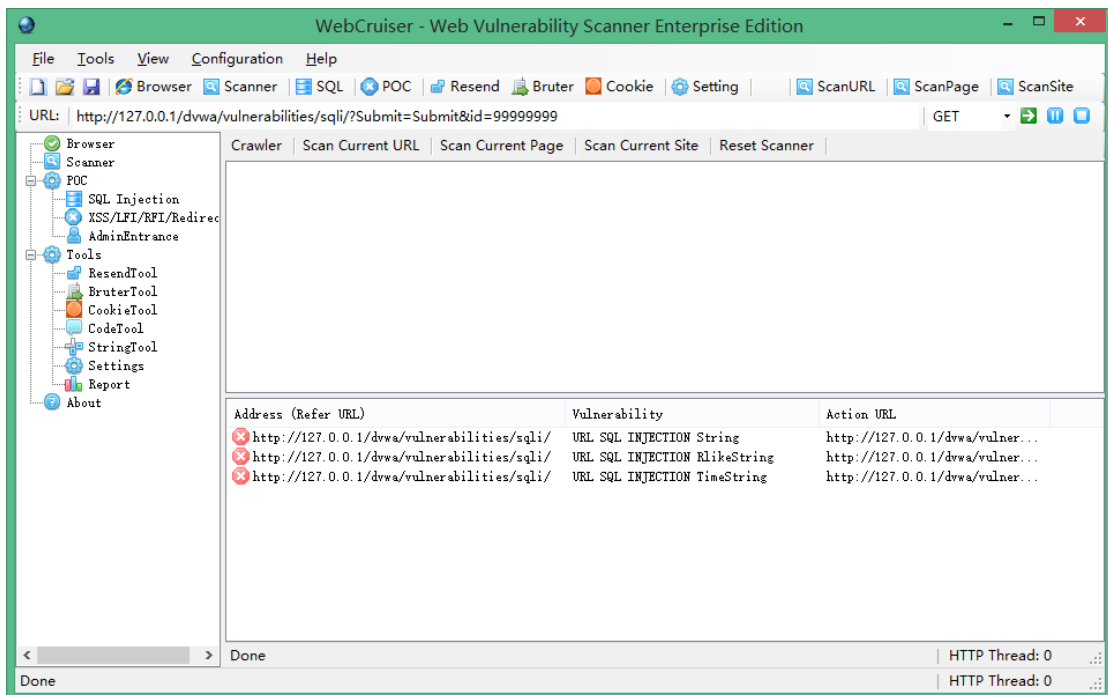 WebCruiser - Web Vulnerability Scanner Enterprise Edition
File Tools View Configuration Help
Browser Scanner SQL POC Resend Bruter Cookie Setting ScanURL ScanPage ScanSite
URL: http://127.0.0.1/dvwa/vulnerabilities/sqli/?Submit=Submit&id=99999999 GET
Browser
Scanner
POC
SQL Injection
XSS/LFI/RFI/Redirec
AdminEntrance
Tools
ResendTool
BruterTool
CookieTool
CodeTool
StringTool
Settings
Report
About
Crawler Scan Current URL Scan Current Page Scan Current Site Reset Scanner
Address (Refer URL) Vulnerability Action URL
http://127.0.0.1/dvwa/vulnerabilities/sqli/ URL SQL INJECTION String http://127.0.0.1/dvwa/vulner...
http://127.0.0.1/dvwa/vulnerabilities/sqli/ URL SQL INJECTION RlikeString http://127.0.0.1/dvwa/vulner...
http://127.0.0.1/dvwa/vulnerabilities/sqli/ URL SQL INJECTION TimeString http://127.0.0.1/dvwa/vulner...
Done HTTP Thread: 0
Done HTTP Thread: 0